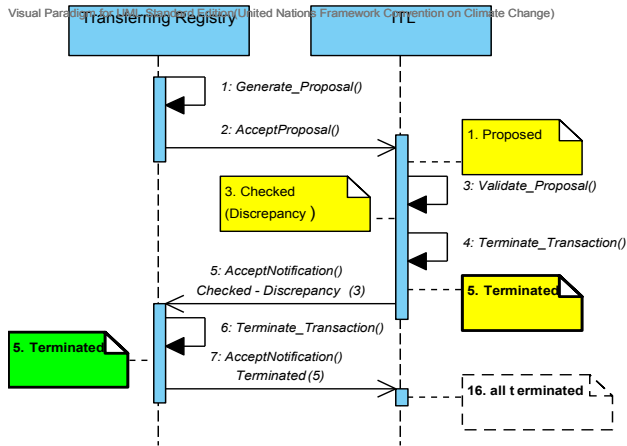 Visual Paradigm for UML Standard Edition(United Nations Framework Convention on Climate Change)
Transferring Registry
ITL
1: Generate_Proposal()
2: AcceptProposal()
1. Proposed
3. Checked
(Discrepancy )
3: Validate_Proposal()
4: Terminate_Transaction()
5: AcceptNotification()
Checked - Discrepancy (3)
5. Terminated
6: Terminate_Transaction()
5. Terminated
7: AcceptNotification()
Terminated (5)
16. all t erminated